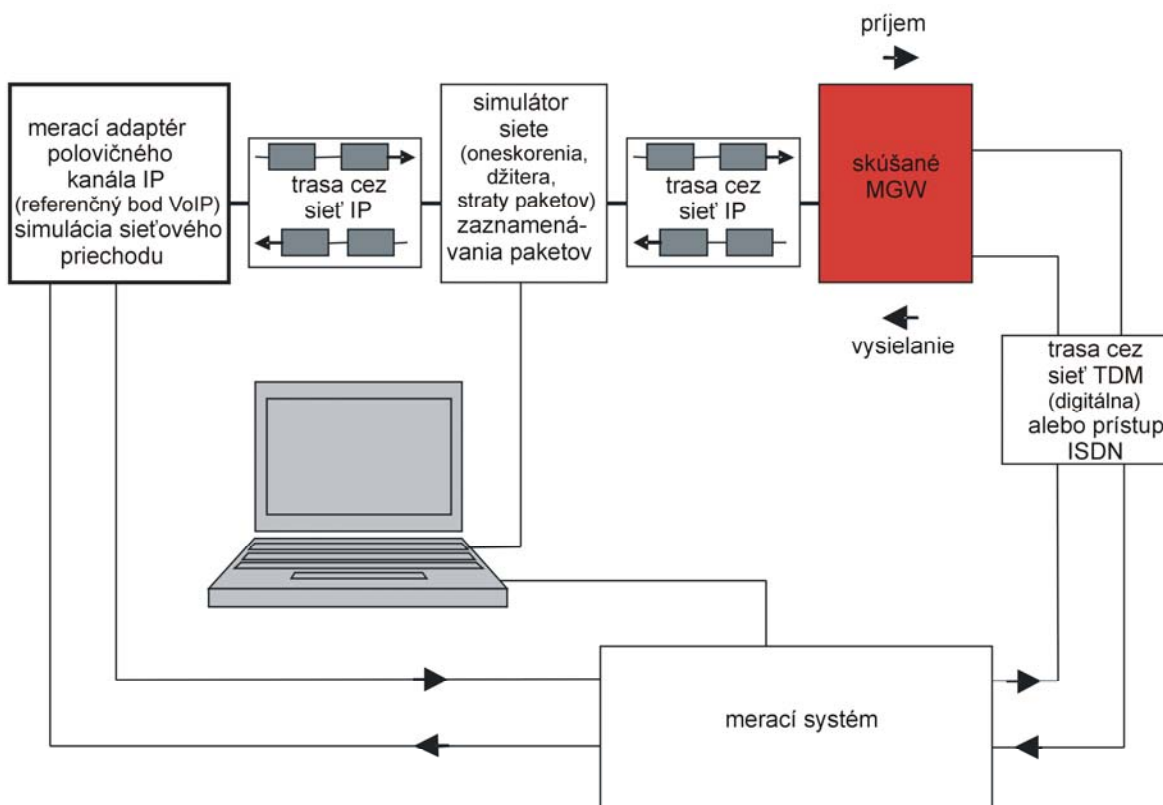 príjem
merací adaptér
polovičného
kanála IP
(referenčný bod VoIP)
simulácia sieťového
priechodu
trasa cez
sieť IP
simulátor
siete
(oneskorenia,
džitera,
straty paketov)
zaznamená-
vania paketov
trasa cez
sieť IP
skúšané
MGW
vysielanie
trasa cez
sieť TDM
(digitálna)
alebo prístup
ISDN
merací systém